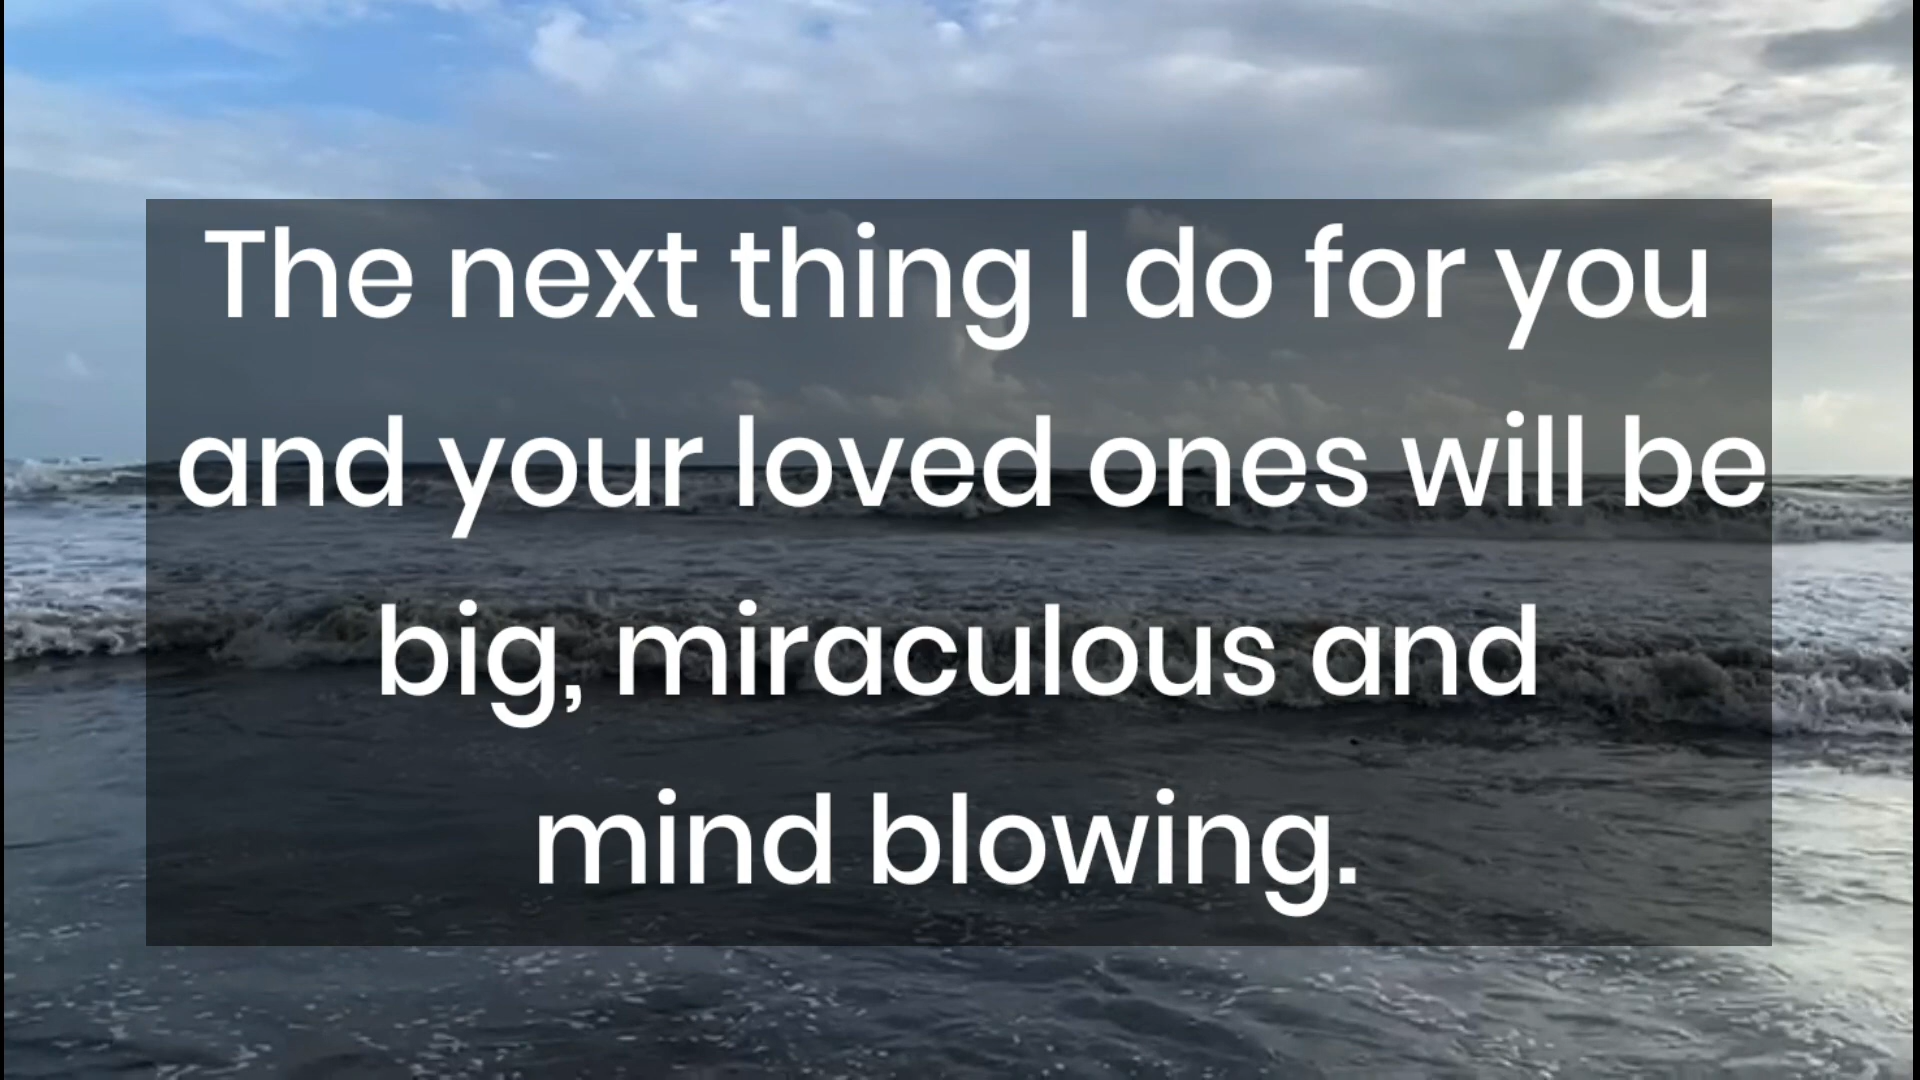 The next thing I do for you
and your loved ones will be
big, miraculous and
mind blowing.